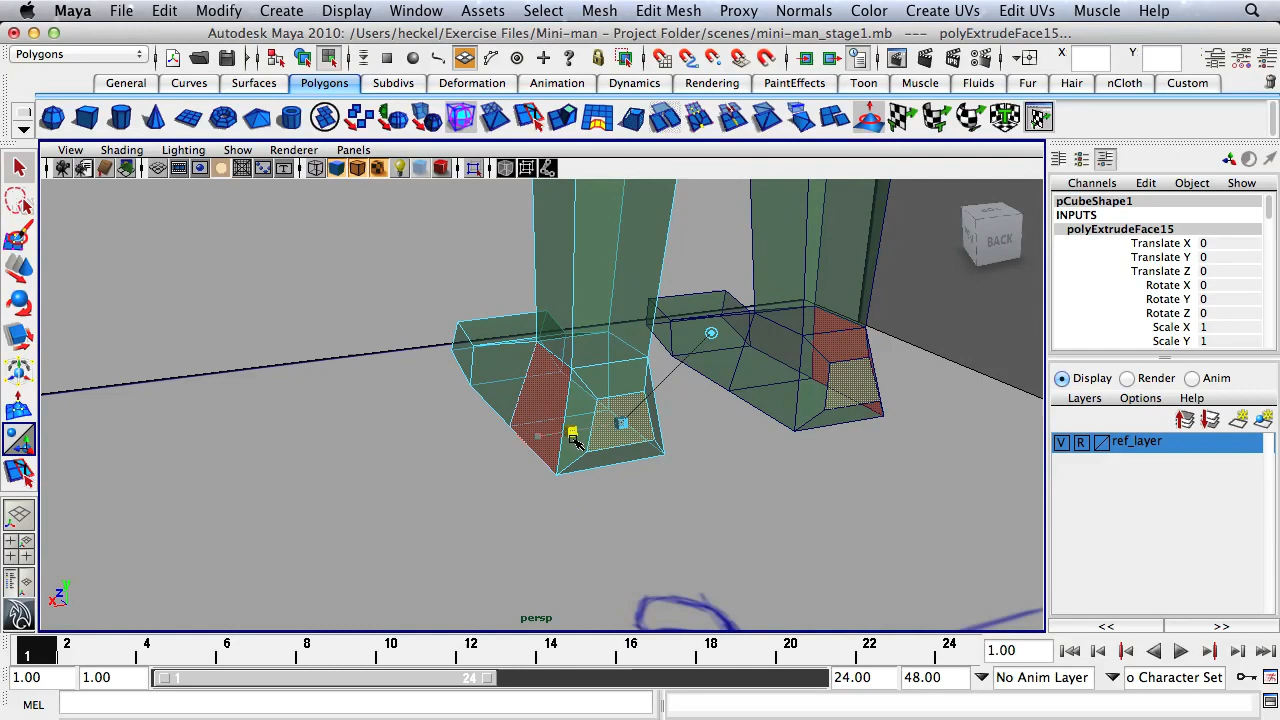 Maya File Edit Modify Create Display Window Assets Select Mesh Edit Mesh Proxy Normals Color Create UVs Edit UVs Muscle Help
Autodesk Maya 2010: /Users/heckel/Exercise Files/Mini-man - Project Folder/scenes/mini-man_stage1.mb --- polyExtrudeFace15...
Polygons
X
Y
General Curves Surfaces Polygons Subdivs Deformation Animation Dynamics Rendering PaintEffects Toon Muscle Fluids Fur Hair nCloth Custom
View Shading Lighting Show Renderer Panels
BACK
Channels Edit Object Show
pCubeShape1
INPUTS
polyExtrudeFace15
Translate X 0
Translate Y 0
Translate Z 0
Rotate X 0
Rotate Y 0
Rotate Z 0
Scale X 1
Scale Y 1
Display Render Anim
Layers Options Help
V R ref_layer
y
z
x
persp
<< >>
1 2 4 6 8 10 12 14 16 18 20 22 24
1.00
1.00 1.00 1 24 24.00 48.00 No Anim Layer o Character Set
MEL